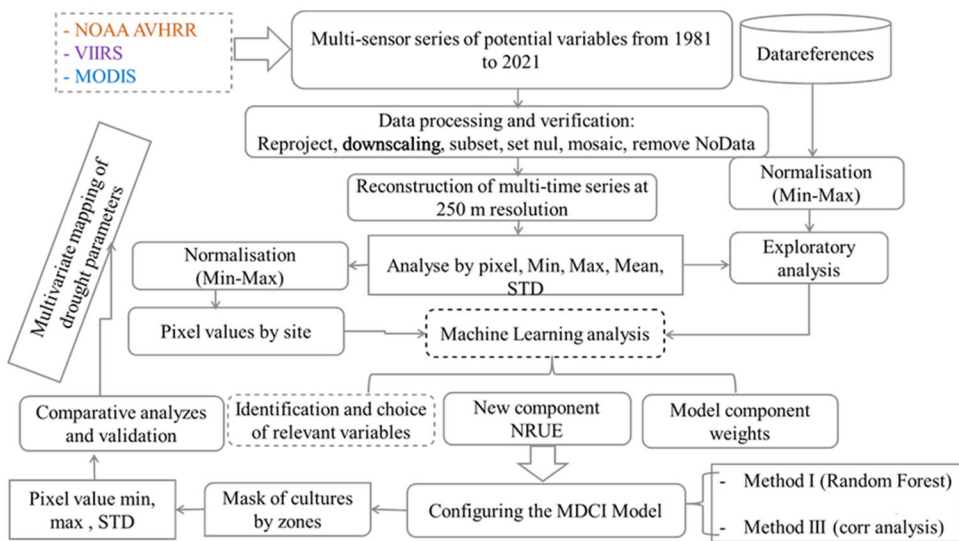 - NOAA AVHRR
- VIIRS
- MODIS
Multi-sensor series of potential variables from 1981
to 2021
Datareferences
Data processing and verification:
Reproject, downscaling, subset, set nul, mosaic, remove NoData
Reconstruction of multi-time series at
250 m resolution
Normalisation
(Min-Max)
Multivariate mapping of
drought parameters
Normalisation
(Min-Max)
Analyse by pixel, Min, Max, Mean,
STD
Exploratory
analysis
Pixel values by site
Machine Learning analysis
Comparative analyzes
and validation
Identification and choice
of relevant variables
New component
NRUE
Model component
weights
Pixel value min,
max , STD
Mask of cultures
by zones
Configuring the MDCI Model
- Method I (Random Forest)
- Method III (corr analysis)